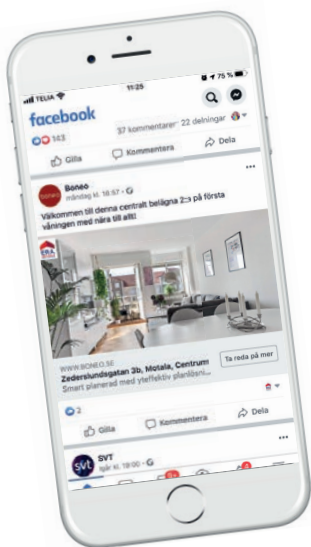 TELIA 11:25 75 %
facebook
143 37 kommentarer 22 delningar
Gilla Kommentera Dela
Boneo
måndag kl. 16:57
Välkommen till denna centralt belägna 2:a på första
våningen med nära till allt!
WWW.BONEO.SE
Zederslundsgatan 3b, Motala, Centrum!
Smart planerad med yteffektiv planlösni...
Ta reda på mer
2
Gilla Kommentera Dela
svt SVT
Igår kl. 19:00
9+